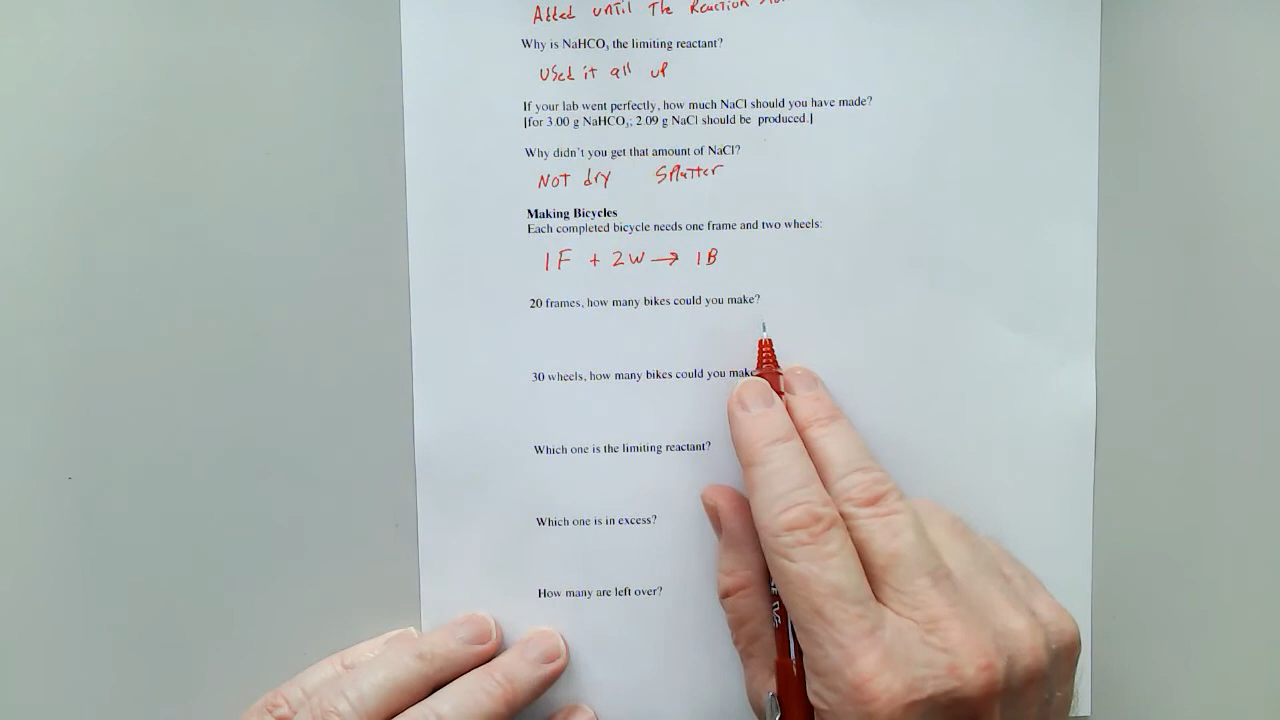 Added until The Reaction
Why is NaHCO₃ the limiting reactant?
Used it all up
If your lab went perfectly, how much NaCl should you have made?
[for 3.00 g NaHCO₃; 2.09 g NaCl should be produced.]
Why didn't you get that amount of NaCl?
Not dry Splatter
Making Bicycles
Each completed bicycle needs one frame and two wheels:
1F + 2W → 1B
20 frames, how many bikes could you make?
30 wheels, how many bikes could you make
Which one is the limiting reactant?
Which one is in excess?
How many are left over?